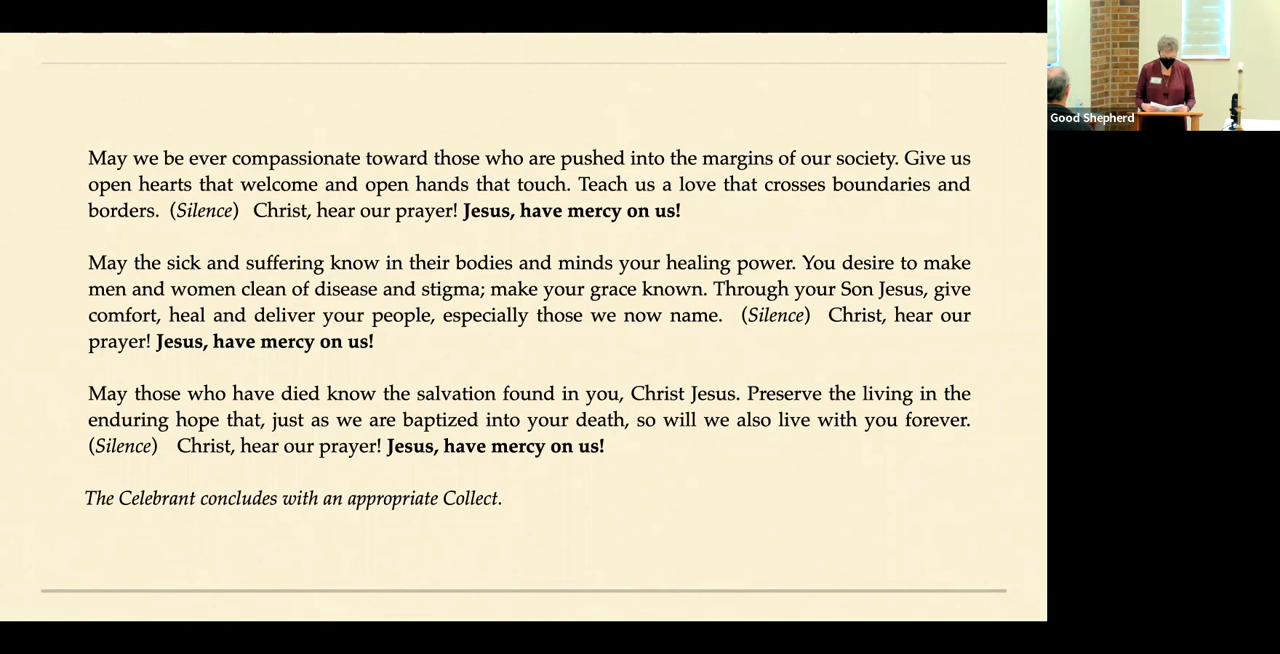 May we be ever compassionate toward those who are pushed into the margins of our society. Give us
open hearts that welcome and open hands that touch. Teach us a love that crosses boundaries and
borders. (Silence) Christ, hear our prayer! Jesus, have mercy on us!
May the sick and suffering know in their bodies and minds your healing power. You desire to make
men and women clean of disease and stigma; make your grace known. Through your Son Jesus, give
comfort, heal and deliver your people, especially those we now name. (Silence) Christ, hear our
prayer! Jesus, have mercy on us!
May those who have died know the salvation found in you, Christ Jesus. Preserve the living in the
enduring hope that, just as we are baptized into your death, so will we also live with you forever.
(Silence) Christ, hear our prayer! Jesus, have mercy on us!
The Celebrant concludes with an appropriate Collect.
Good Shepherd